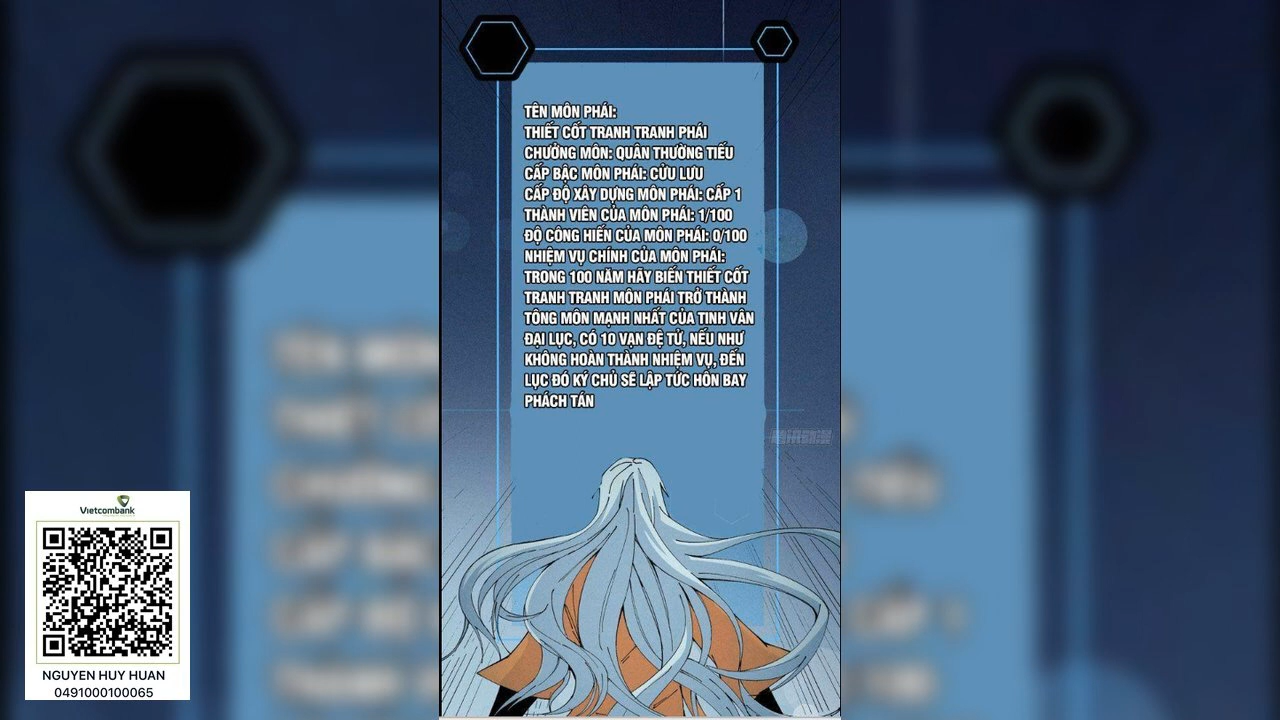 TÊN MÔN PHÁI:
THIẾT CỐT TRANH TRANH PHÁI
CHƯỞNG MÔN: QUÂN THƯỜNG TIẾU
CẤP BẬC MÔN PHÁI: CỬU LƯU
CẤP ĐỘ XÂY DỰNG MÔN PHÁI: CẤP 1
THÀNH VIÊN CỦA MÔN PHÁI: 1/100
ĐỘ CÔNG HIẾN CỦA MÔN PHÁI: 0/100
NHIỆM VỤ CHÍNH CỦA MÔN PHÁI:
TRONG 100 NĂM HÃY BIẾN THIẾT CỐT
TRANH TRANH MÔN PHÁI TRỞ THÀNH
TÔNG MÔN MẠNH NHẤT CỦA TINH VÂN
ĐẠI LỤC, CÓ 10 VẠN ĐỆ TỬ, NẾU NHƯ
KHÔNG HOÀN THÀNH NHIỆM VỤ, ĐẾN
LỤC ĐÓ KÝ CHỦ SẼ LẬP TỨC HỒN BAY
PHÁCH TÁN
Vietcombank
NGUYEN HUY HUAN
0491000100065